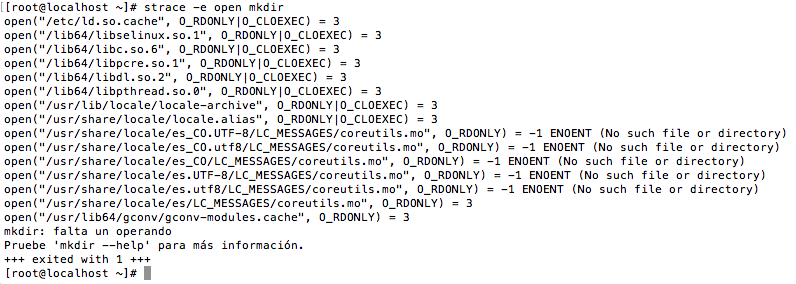 [[root@localhost ~]# strace -e open mkdir
open("/etc/ld.so.cache", O_RDONLY|O_CLOEXEC) = 3
open("/lib64/libselinux.so.1", O_RDONLY|O_CLOEXEC) = 3
open("/lib64/libc.so.6", O_RDONLY|O_CLOEXEC) = 3
open("/lib64/libpcre.so.1", O_RDONLY|O_CLOEXEC) = 3
open("/lib64/libdl.so.2", O_RDONLY|O_CLOEXEC) = 3
open("/lib64/libpthread.so.0", O_RDONLY|O_CLOEXEC) = 3
open("/usr/lib/locale/locale-archive", O_RDONLY|O_CLOEXEC) = 3
open("/usr/share/locale/locale.alias", O_RDONLY|O_CLOEXEC) = 3
open("/usr/share/locale/es_CO.UTF-8/LC_MESSAGES/coreutils.mo", O_RDONLY) = -1 ENOENT (No such file or directory)
open("/usr/share/locale/es_CO.utf8/LC_MESSAGES/coreutils.mo", O_RDONLY) = -1 ENOENT (No such file or directory)
open("/usr/share/locale/es_CO/LC_MESSAGES/coreutils.mo", O_RDONLY) = -1 ENOENT (No such file or directory)
open("/usr/share/locale/es.UTF-8/LC_MESSAGES/coreutils.mo", O_RDONLY) = -1 ENOENT (No such file or directory)
open("/usr/share/locale/es.utf8/LC_MESSAGES/coreutils.mo", O_RDONLY) = -1 ENOENT (No such file or directory)
open("/usr/share/locale/es/LC_MESSAGES/coreutils.mo", O_RDONLY) = 3
open("/usr/lib64/gconv/gconv-modules.cache", O_RDONLY) = 3
mkdir: falta un operando
Pruebe 'mkdir --help' para más información.
+++ exited with 1 +++
[root@localhost ~]#